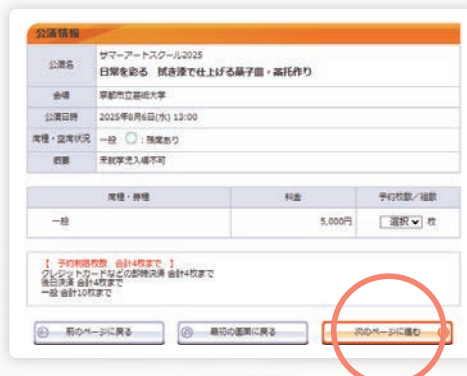 公演情報
公演名
サマーアートスクール2025
日常を彩る 拭き漆で仕上げる菓子皿・茶托作り
会場
京都市立芸術大学
公演日時
2025年8月6日(水) 13:00
席種・空席状況
一般 ○:残席あり
概要
未就学児入場不可
席種・券種
料金
予約枚数/組数
一般
5,000円
選択 枚
【 予約制限枚数 合計4枚まで 】
クレジットカードなどの即時決済 合計4枚まで
後日決済 合計4枚まで
一般 合計10枚まで
前のページに戻る
最初の画面に戻る
次のページに進む